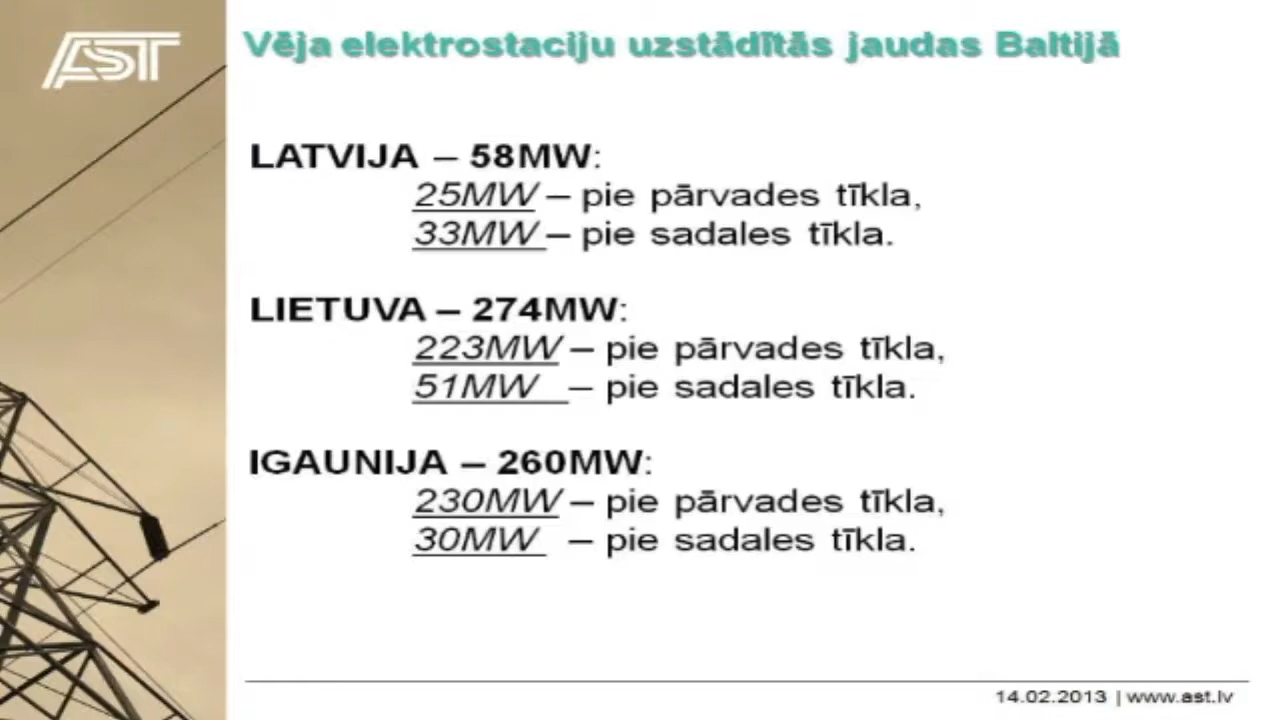 AST
Vēja elektrostaciju uzstādītās jaudas Baltijā
LATVIJA – 58MW:
25MW – pie pārvades tīkla,
33MW – pie sadales tīkla.
LIETUVA – 274MW:
223MW – pie pārvades tīkla,
51MW – pie sadales tīkla.
IGAUNIJA – 260MW:
230MW – pie pārvades tīkla,
30MW – pie sadales tīkla.
14.02.2013 | www.ast.lv